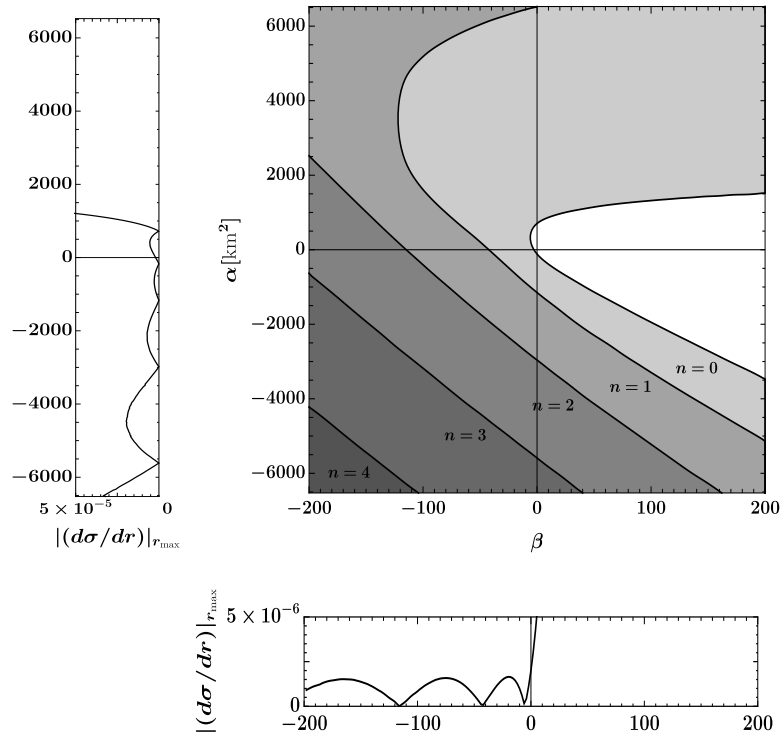 6000
4000
2000
0
−2000
−4000
−6000
5 × 10⁻⁵ 0
|(dσ/dr)|r_max
α[km²]
6000
4000
2000
0
−2000
−4000
−6000
n = 0
n = 1
n = 2
n = 3
n = 4
−200 −100 0 100 200
β
|(dσ/dr)|r_max
5 × 10⁻⁶
0
−200 −100 0 100 200